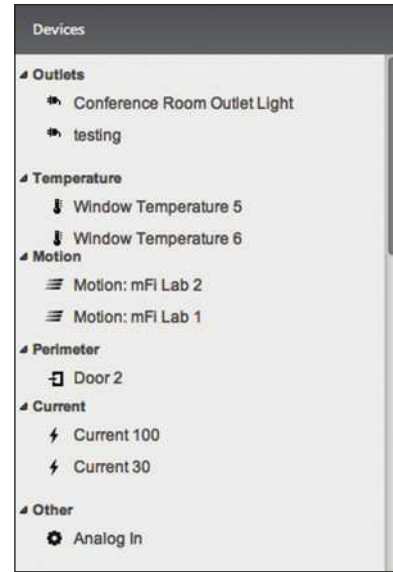 Devices
Outlets
Conference Room Outlet Light
testing
Temperature
Window Temperature 5
Window Temperature 6
Motion
Motion: mFi Lab 2
Motion: mFi Lab 1
Perimeter
Door 2
Current
Current 100
Current 30
Other
Analog In